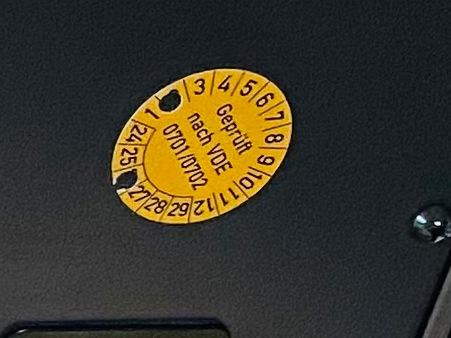 Geprüft
nach VDE
0701/0702
1 3 4 5 6 7 8 9 10 11 12
24 25 27 28 29